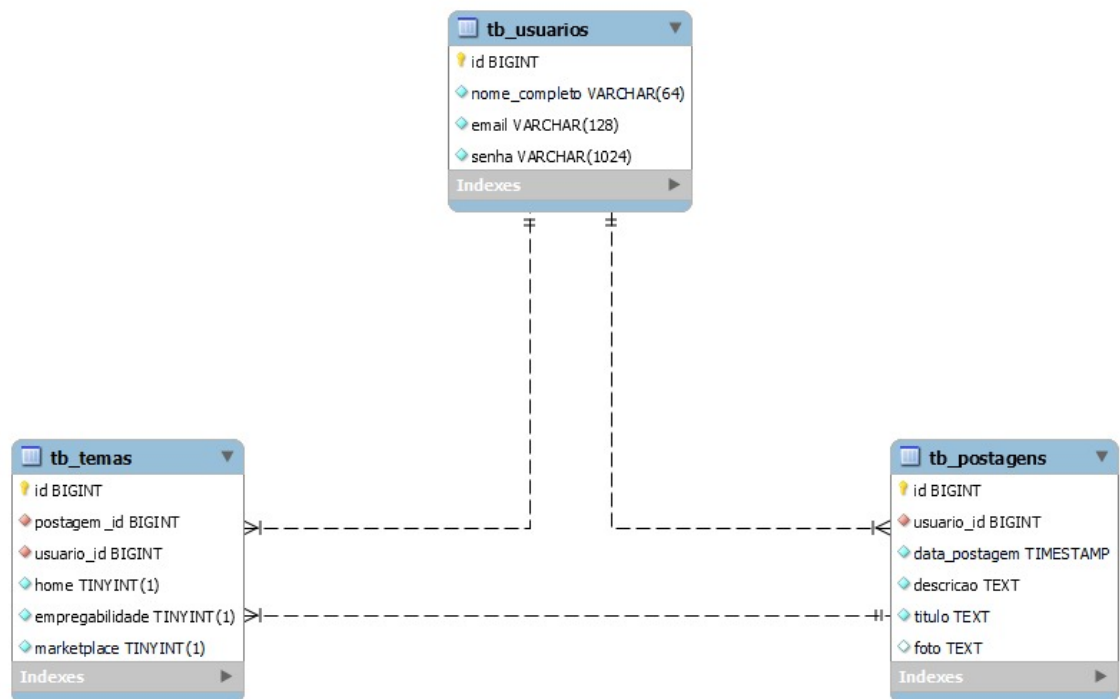 tb_usuarios
id BIGINT
nome_completo VARCHAR(64)
email VARCHAR(128)
senha VARCHAR(1024)
Indexes
tb_temas
id BIGINT
postagem _id BIGINT
usuario_id BIGINT
home TINYINT(1)
empregabilidade TINYINT(1)
marketplace TINYINT(1)
Indexes
tb_postagens
id BIGINT
usuario_id BIGINT
data_postagem TIMESTAMP
descricao TEXT
titulo TEXT
foto TEXT
Indexes